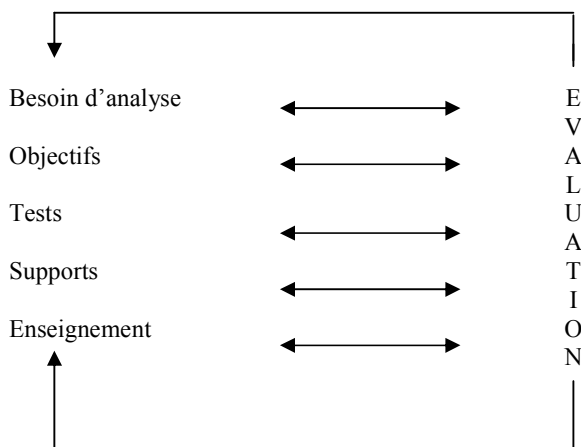 Besoin d'analyse
Objectifs
Tests
Supports
Enseignement
E
V
A
L
U
A
T
I
O
N